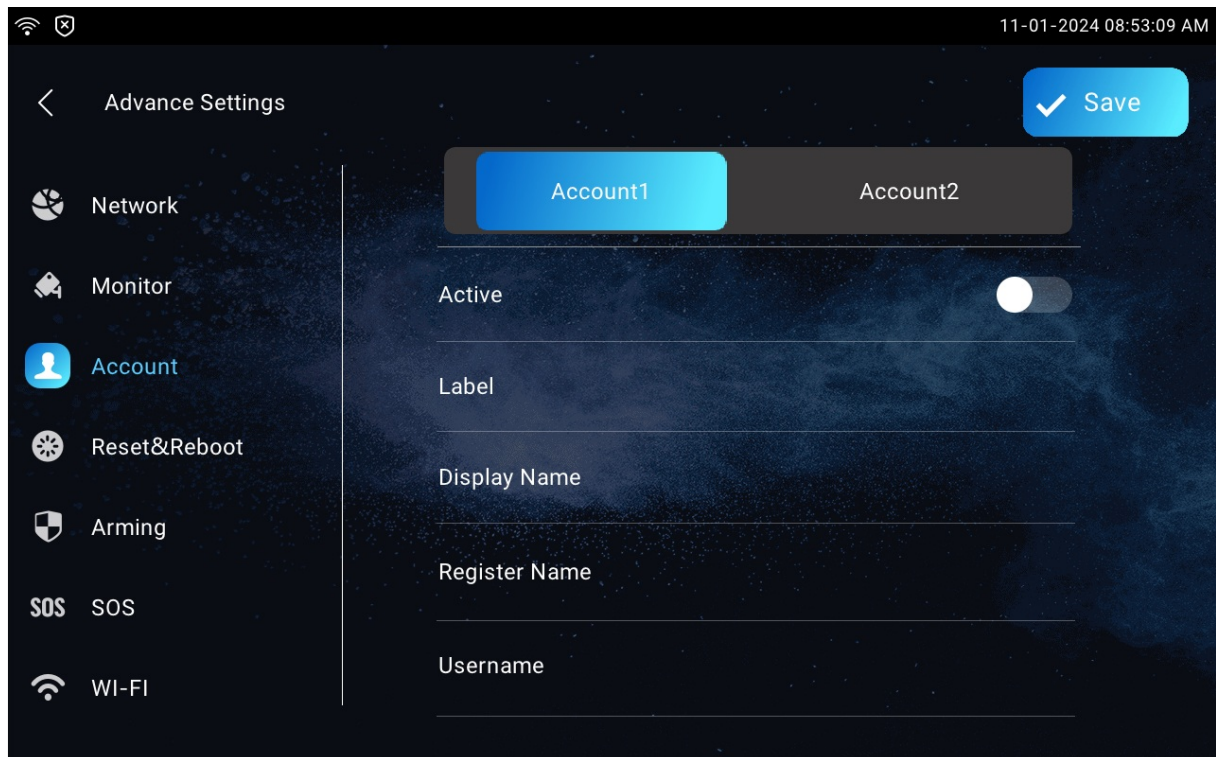 11-01-2024 08:53:09 AM
Advance Settings
Save
Account1
Account2
Network
Monitor
Account
Reset&Reboot
Arming
SOS SOS
WI-FI
Active
Label
Display Name
Register Name
Username